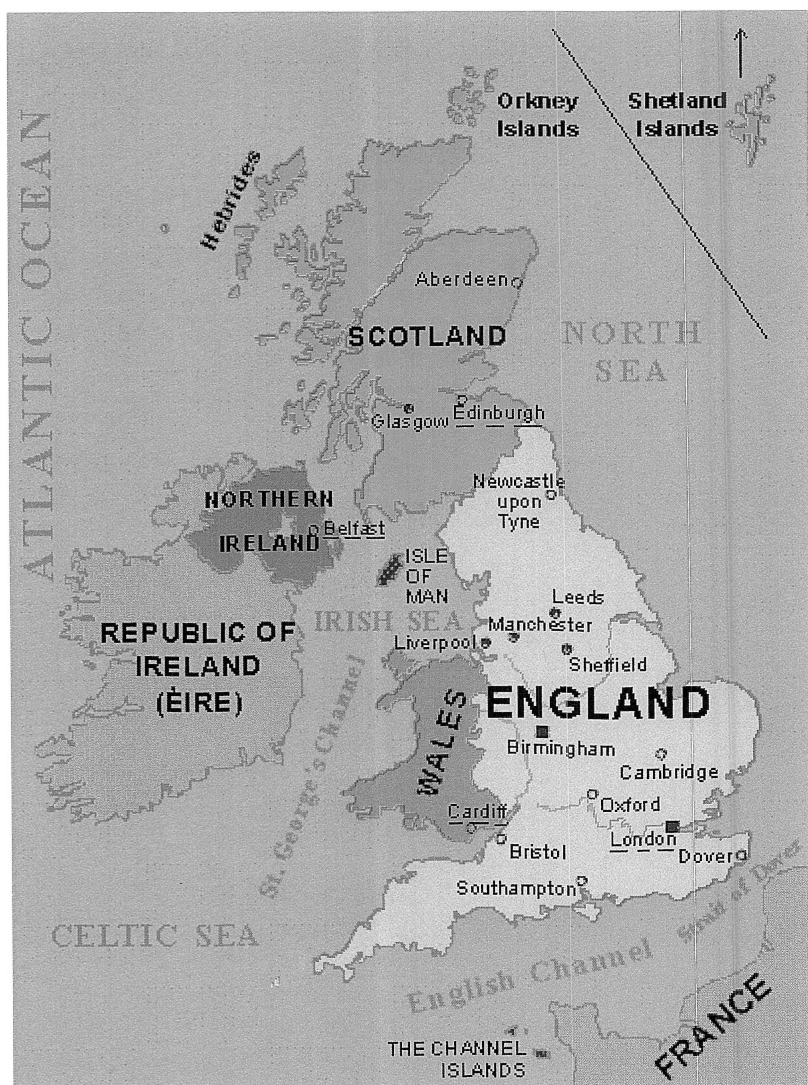 Orkney
Islands
Shetland
Islands
Hebrides
ATLANTIC OCEAN
Aberdeen
SCOTLAND
NORTH
SEA
Glasgow
Edinburgh
Newcastle
upon
Tyne
NORTHERN
IRELAND
Belfast
ISLE
OF
MAN
IRISH SEA
Leeds
Manchester
Liverpool
Sheffield
REPUBLIC OF
IRELAND
(ÈIRE)
St. George's Channel
WALES
ENGLAND
Birmingham
Cambridge
Oxford
Cardiff
London
Bristol
Dover
Southampton
Strait of Dover
CELTIC SEA
English Channel
FRANCE
THE CHANNEL
ISLANDS